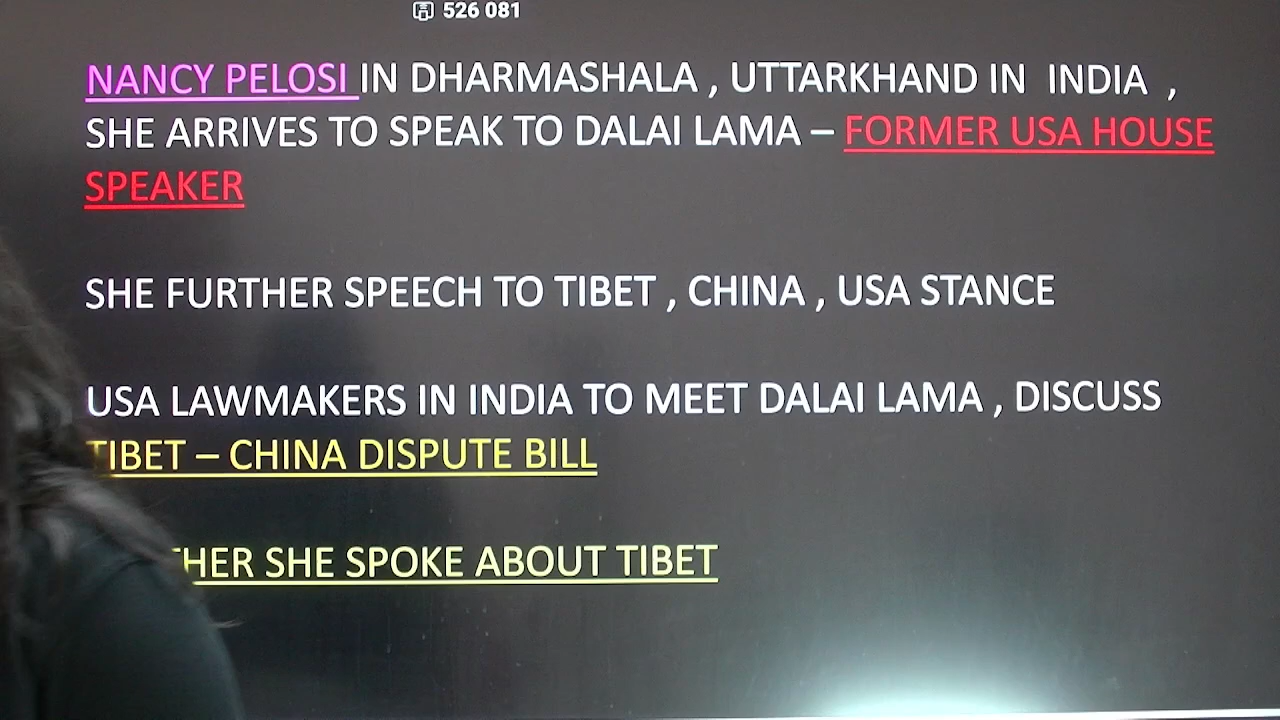 526 081
NANCY PELOSI IN DHARMASHALA , UTTARKHAND IN INDIA ,
SHE ARRIVES TO SPEAK TO DALAI LAMA – FORMER USA HOUSE
SPEAKER
SHE FURTHER SPEECH TO TIBET , CHINA , USA STANCE
USA LAWMAKERS IN INDIA TO MEET DALAI LAMA , DISCUSS
TIBET – CHINA DISPUTE BILL
SHE SPOKE ABOUT TIBET